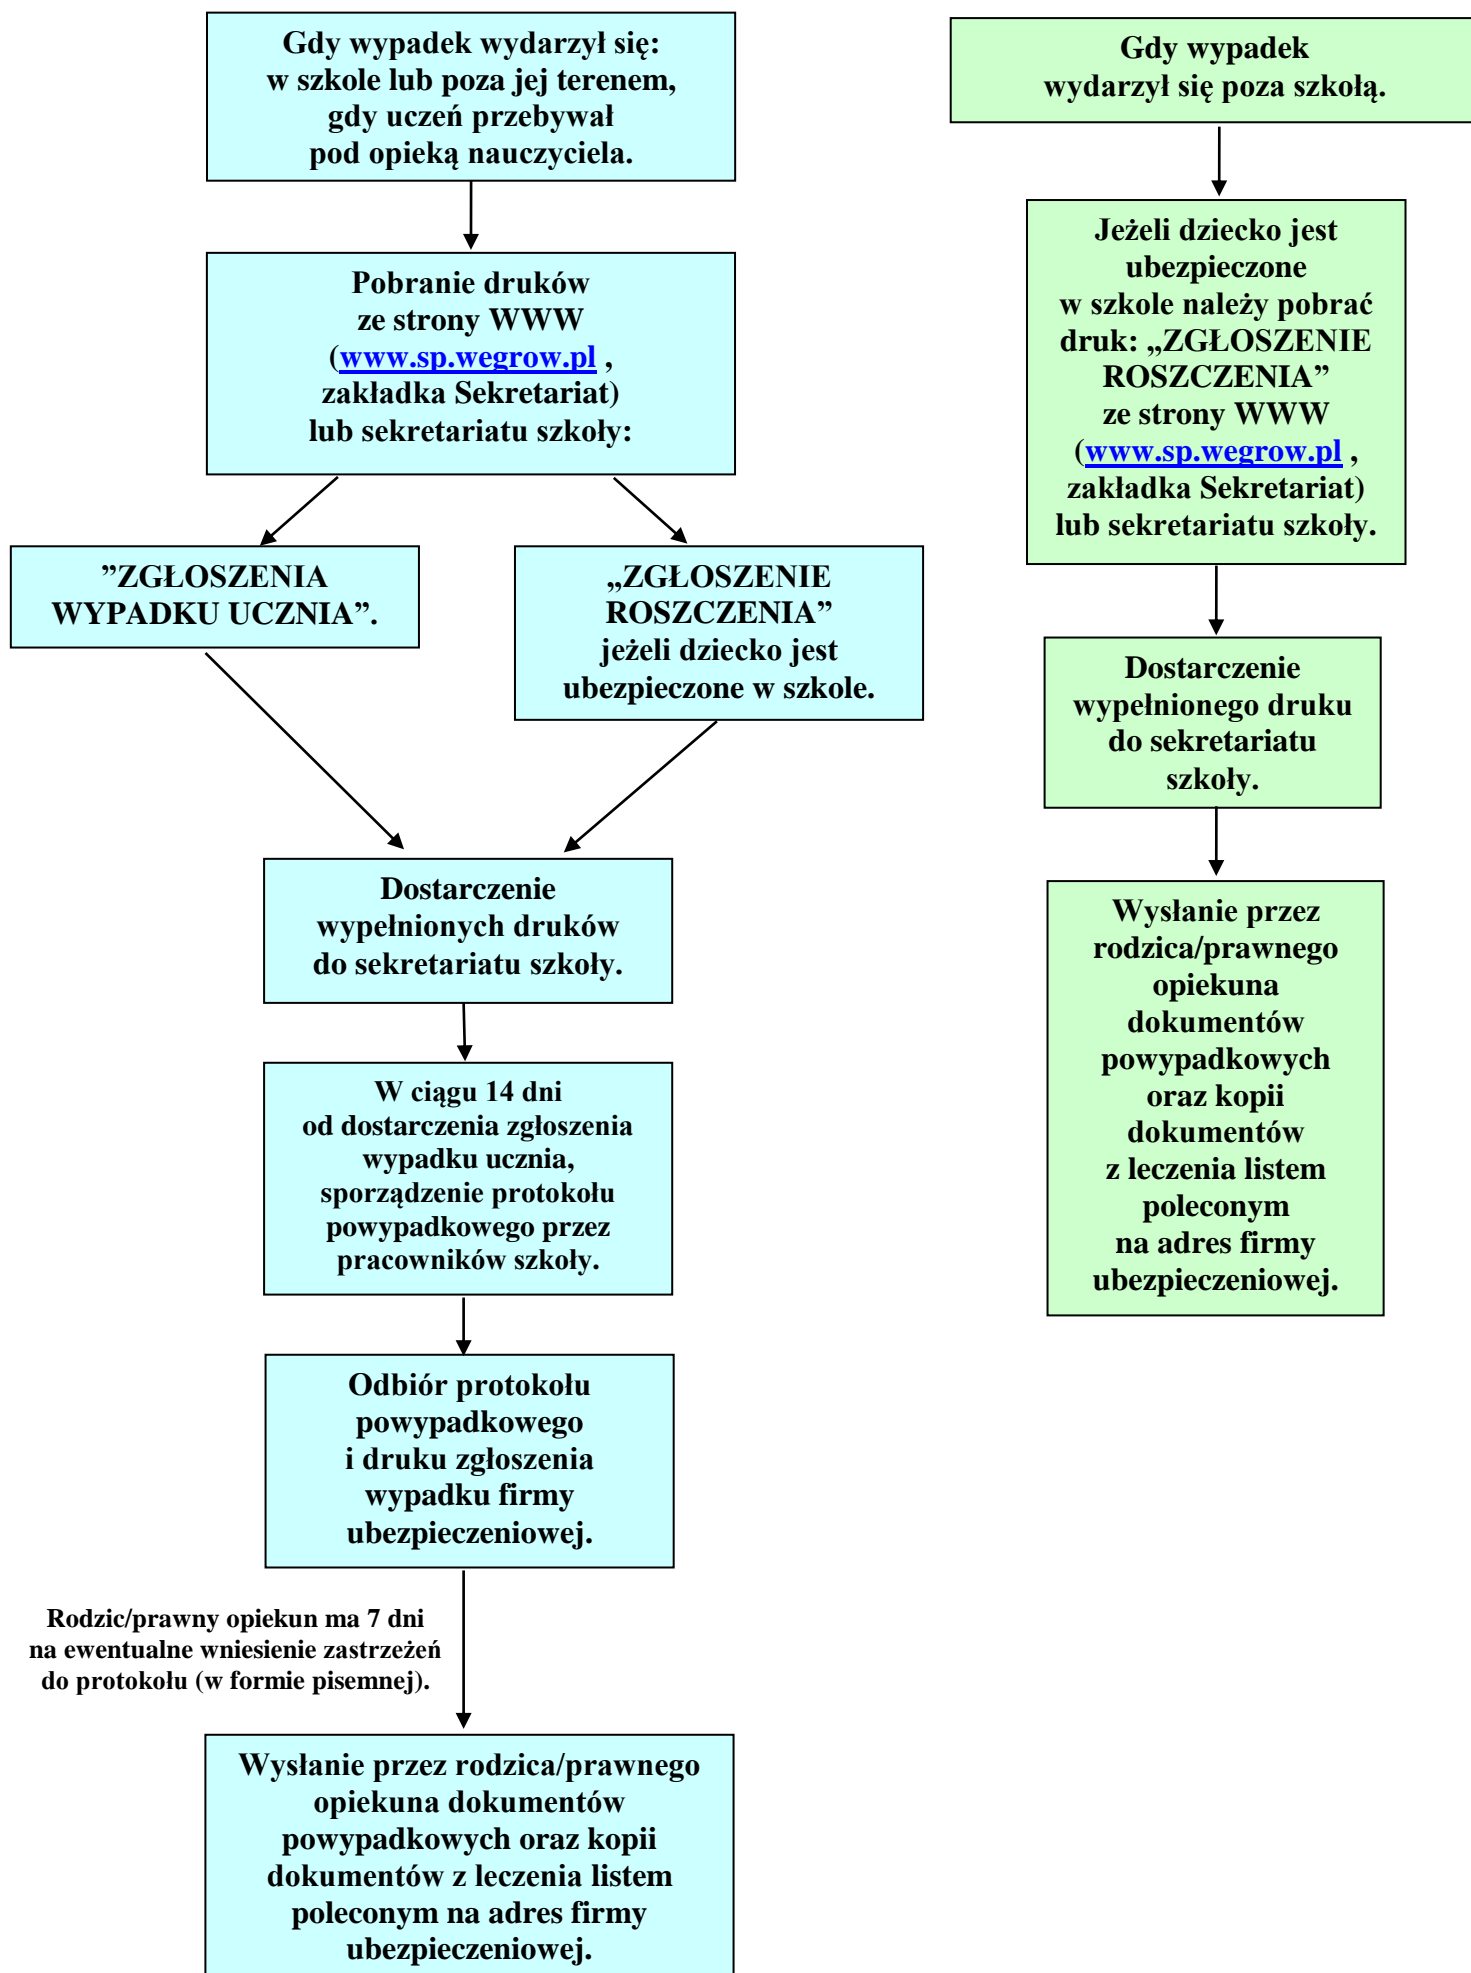 Gdy wypadek wydarzył się:
w szkole lub poza jej terenem,
gdy uczeń przebywał
pod opieką nauczyciela.
Pobranie druków
ze strony WWW
(www.sp.wegrow.pl ,
zakładka Sekretariat)
lub sekretariatu szkoły:
”ZGŁOSZENIA
WYPADKU UCZNIA”.
„ZGŁOSZENIE
ROSZCZENIA”
jeżeli dziecko jest
ubezpieczone w szkole.
Dostarczenie
wypełnionych druków
do sekretariatu szkoły.
W ciągu 14 dni
od dostarczenia zgłoszenia
wypadku ucznia,
sporządzenie protokołu
powypadkowego przez
pracowników szkoły.
Odbiór protokołu
powypadkowego
i druku zgłoszenia
wypadku firmy
ubezpieczeniowej.
Rodzic/prawny opiekun ma 7 dni
na ewentualne wniesienie zastrzeżeń
do protokołu (w formie pisemnej).
Wysłanie przez rodzica/prawnego
opiekuna dokumentów
powypadkowych oraz kopii
dokumentów z leczenia listem
poleconym na adres firmy
ubezpieczeniowej.
Gdy wypadek
wydarzył się poza szkołą.
Jeżeli dziecko jest
ubezpieczone
w szkole należy pobrać
druk: „ZGŁOSZENIE
ROSZCZENIA”
ze strony WWW
(www.sp.wegrow.pl ,
zakładka Sekretariat)
lub sekretariatu szkoły.
Dostarczenie
wypełnionego druku
do sekretariatu
szkoły.
Wysłanie przez
rodzica/prawnego
opiekuna
dokumentów
powypadkowych
oraz kopii
dokumentów
z leczenia listem
poleconym
na adres firmy
ubezpieczeniowej.